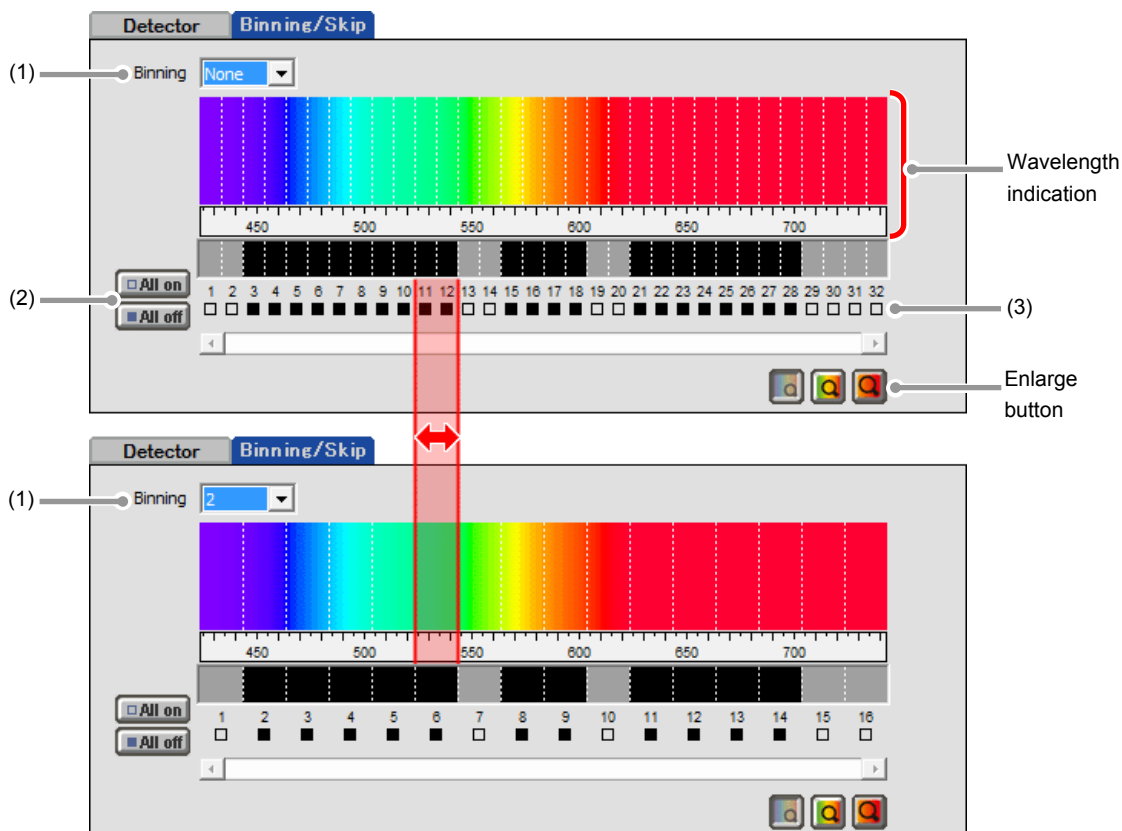 Detector Binning/Skip
(1) Binning None
Wavelength
indication
450 500 550 600 650 700
(2) All on
All off
1 2 3 4 5 6 7 8 9 10 11 12 13 14 15 16 17 18 19 20 21 22 23 24 25 26 27 28 29 30 31 32
(3)
Enlarge
button
Detector Binning/Skip
(1) Binning 2
450 500 550 600 650 700
All on
All off
1 2 3 4 5 6 7 8 9 10 11 12 13 14 15 16